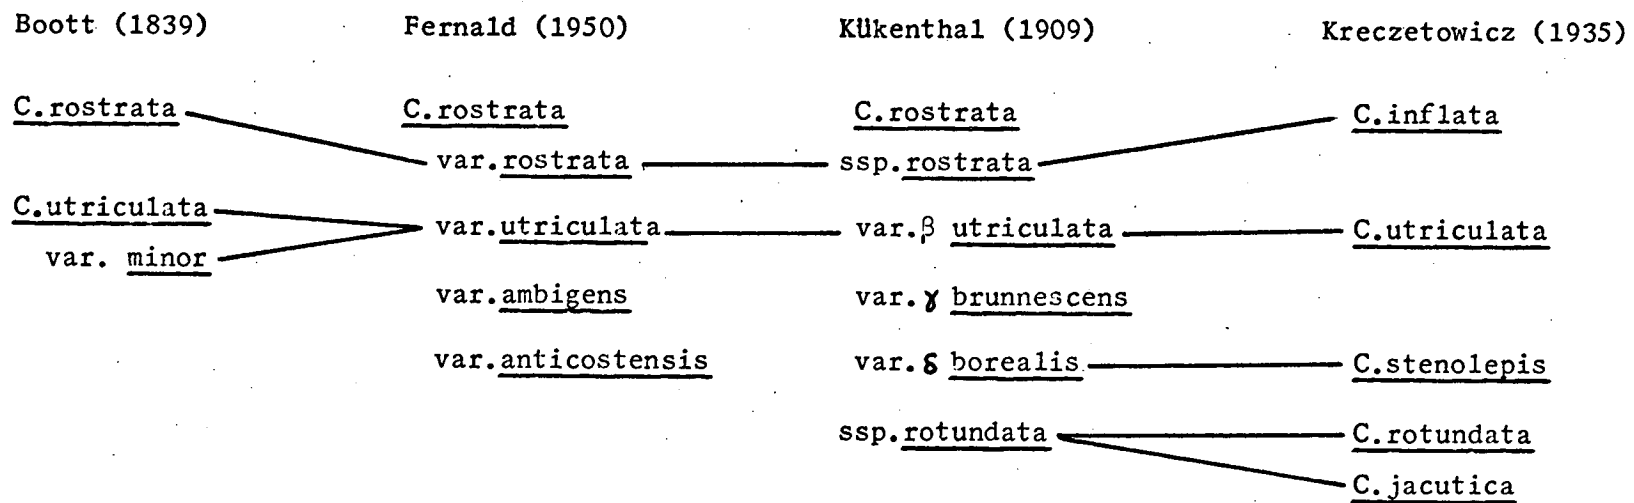 Boott (1839) Fernald (1950) Kükenthal (1909) Kreczetowicz (1935)
C.rostrata C.rostrata C.rostrata C.inflata
var.rostrata ssp.rostrata
C.utriculata var.utriculata var.β utriculata C.utriculata
var. minor
var.ambigens var.γ brunnescens
var.anticostensis var.δ borealis C.stenolepis
ssp.rotundata C.rotundata
C.jacutica